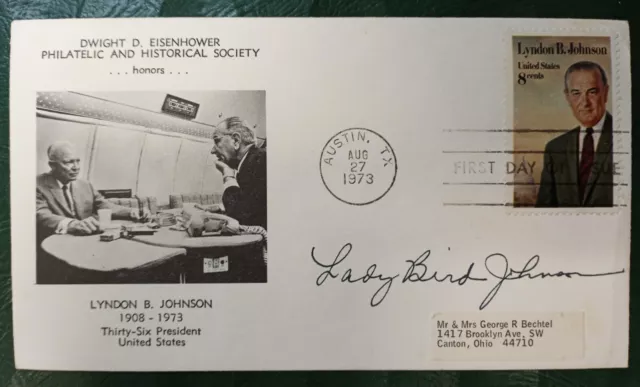 DWIGHT D. EISENHOWER
PHILATELIC AND HISTORICAL SOCIETY
. . . honors . . .
LYNDON B. JOHNSON
1908 - 1973
Thirty-Six President
United States
AUSTIN, TX
AUG
27
1973
FIRST DAY OF ISSUE
Lyndon B. Johnson
United States
8 cents
Lady Bird Johnson
Mr & Mrs George R Bechtel
1417 Brooklyn Ave, SW
Canton, Ohio 44710